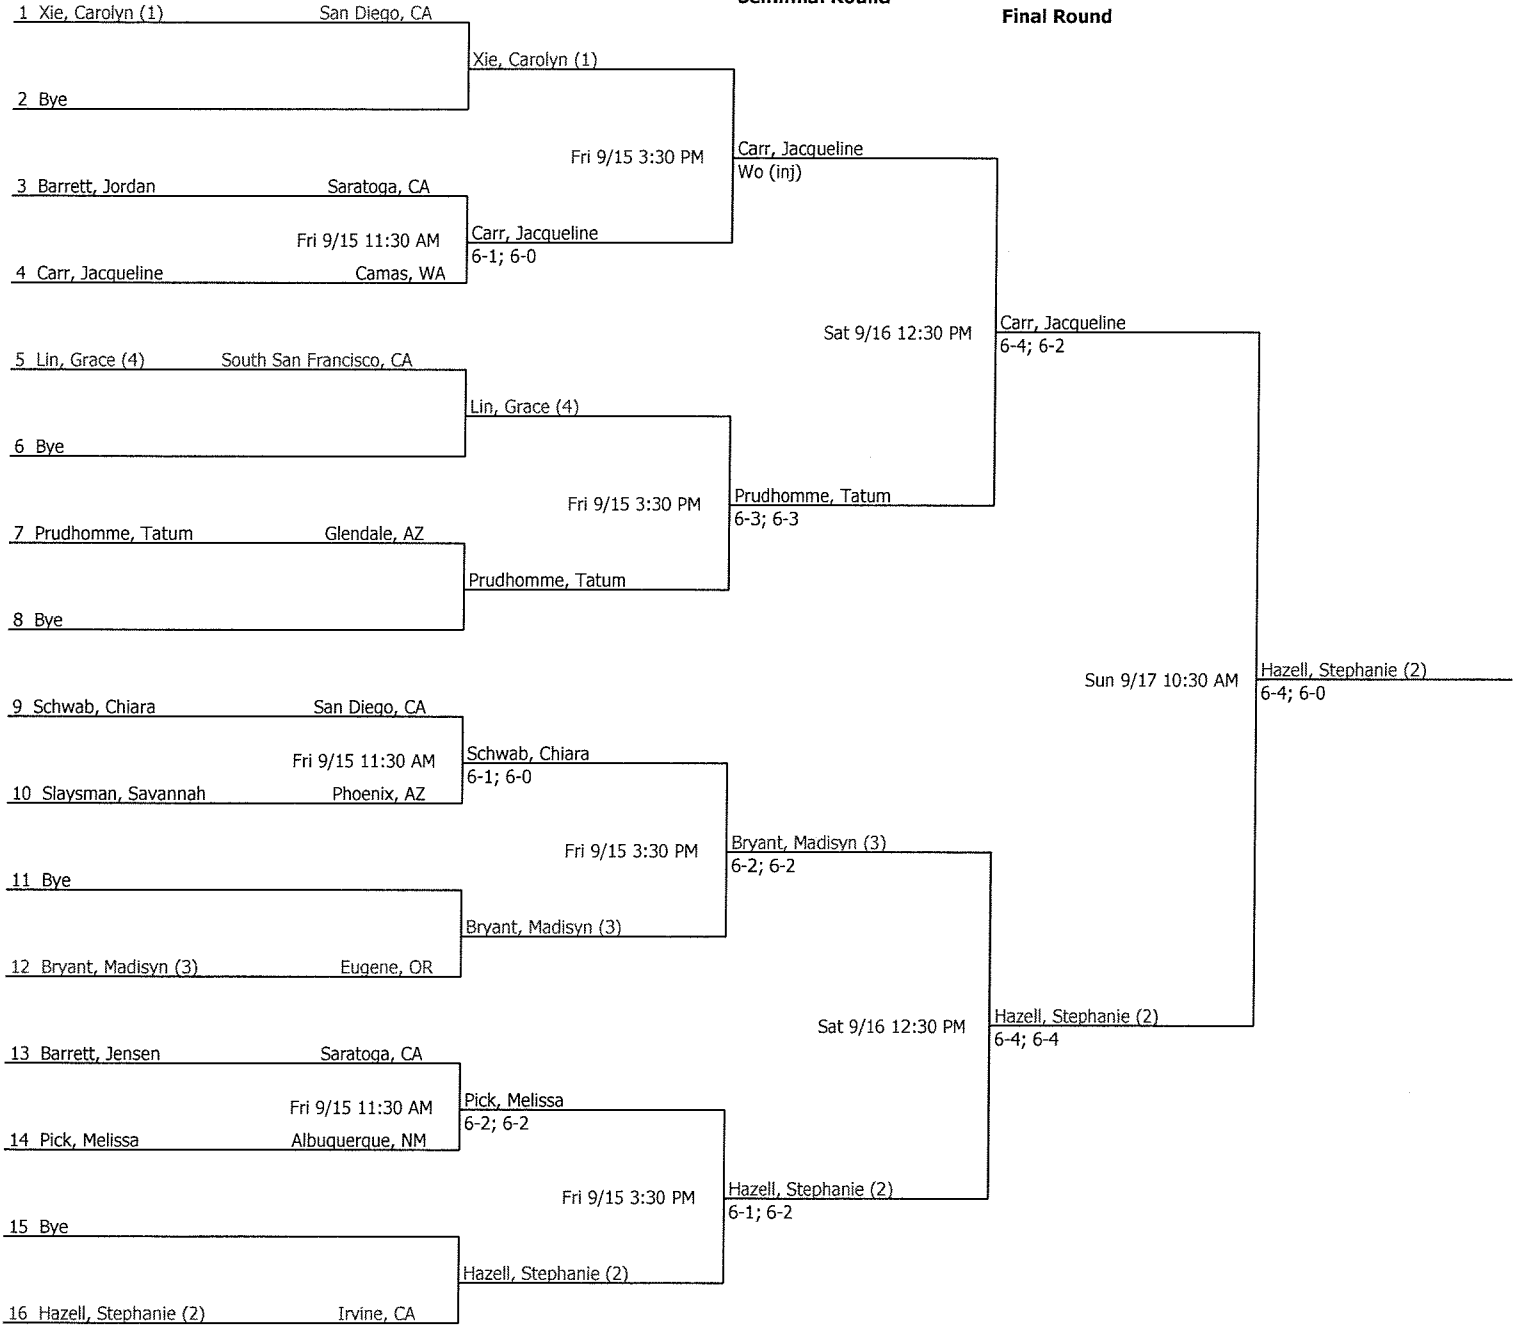 Semifinal Round
Final Round
1 Xie, Carolyn (1) San Diego, CA
Xie, Carolyn (1)
2 Bye
Fri 9/15 3:30 PM
Carr, Jacqueline
Wo (inj)
3 Barrett, Jordan Saratoga, CA
Fri 9/15 11:30 AM
Carr, Jacqueline
6-1; 6-0
4 Carr, Jacqueline Camas, WA
Sat 9/16 12:30 PM
Carr, Jacqueline
6-4; 6-2
5 Lin, Grace (4) South San Francisco, CA
Lin, Grace (4)
6 Bye
Fri 9/15 3:30 PM
Prudhomme, Tatum
6-3; 6-3
7 Prudhomme, Tatum Glendale, AZ
Prudhomme, Tatum
8 Bye
Sun 9/17 10:30 AM
Hazell, Stephanie (2)
6-4; 6-0
9 Schwab, Chiara San Diego, CA
Fri 9/15 11:30 AM
Schwab, Chiara
6-1; 6-0
10 Slaysman, Savannah Phoenix, AZ
Fri 9/15 3:30 PM
Bryant, Madisyn (3)
6-2; 6-2
11 Bye
Bryant, Madisyn (3)
12 Bryant, Madisyn (3) Eugene, OR
Sat 9/16 12:30 PM
Hazell, Stephanie (2)
6-4; 6-4
13 Barrett, Jensen Saratoga, CA
Fri 9/15 11:30 AM
Pick, Melissa
6-2; 6-2
14 Pick, Melissa Albuquerque, NM
Fri 9/15 3:30 PM
Hazell, Stephanie (2)
6-1; 6-2
15 Bye
Hazell, Stephanie (2)
16 Hazell, Stephanie (2) Irvine, CA